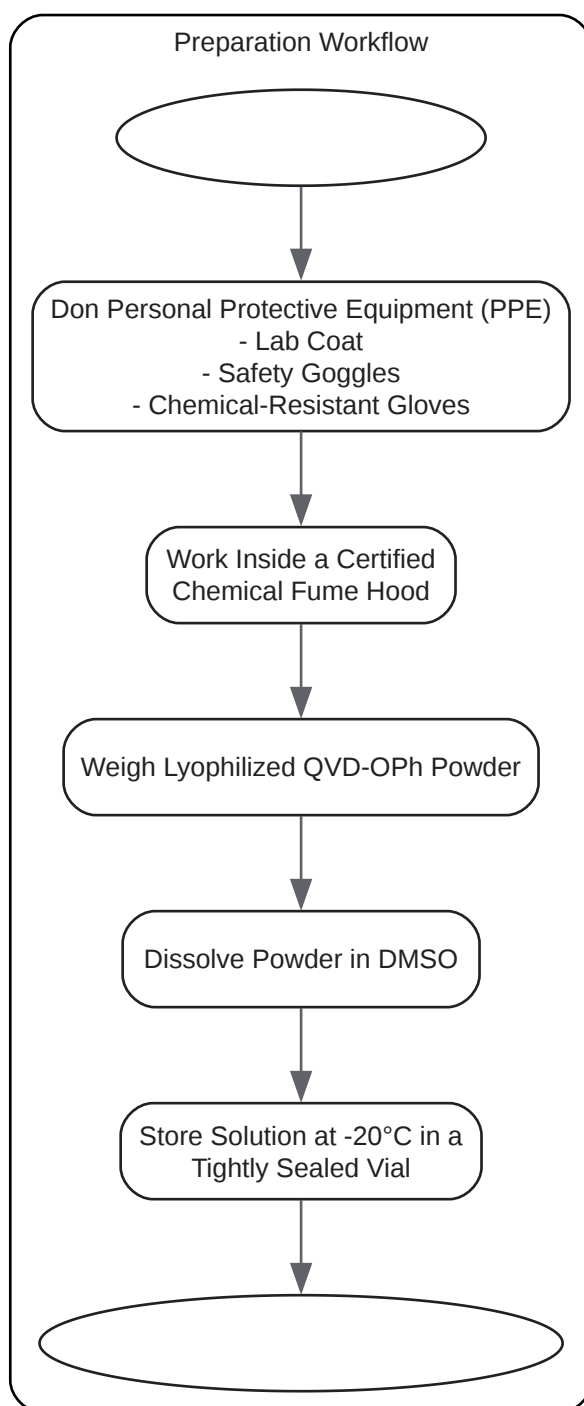 Preparation Workflow
Don Personal Protective Equipment (PPE)
- Lab Coat
- Safety Goggles
- Chemical-Resistant Gloves
Work Inside a Certified
Chemical Fume Hood
Weigh Lyophilized QVD-OPh Powder
Dissolve Powder in DMSO
Store Solution at -20°C in a
Tightly Sealed Vial